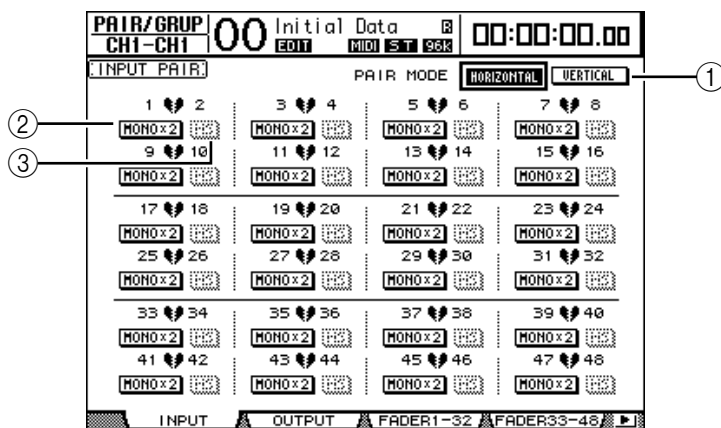 PAIR/GRUP 00 Initial Data R 00:00:00.00
CH1-CH1 EDIT MIDI ST 96K
INPUT PAIR PAIR MODE HORIZONTAL VERTICAL ①
1 2 3 4 5 6 7 8
② MONO×2 MONO×2 MONO×2 MONO×2
③
9 10 11 12 13 14 15 16
MONO×2 MONO×2 MONO×2 MONO×2
17 18 19 20 21 22 23 24
MONO×2 MONO×2 MONO×2 MONO×2
25 26 27 28 29 30 31 32
MONO×2 MONO×2 MONO×2 MONO×2
33 34 35 36 37 38 39 40
MONO×2 MONO×2 MONO×2 MONO×2
41 42 43 44 45 46 47 48
MONO×2 MONO×2 MONO×2 MONO×2
INPUT OUTPUT FADER1-32 FADER33-48